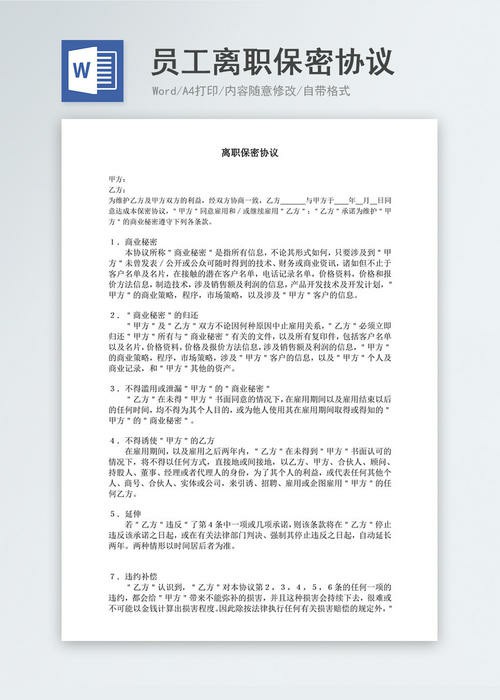 W
员工离职保密协议
Word/A4打印/内容随意修改/自带格式
离职保密协议
甲方:
乙方:
为维护乙方及甲方双方的利益,经双方协商一致,乙方______与甲方于____年__月__日同
意达成本保密协议,"甲方"同意雇用和/或继续雇用"乙方";"乙方"承诺为维护"甲
方"的商业秘密遵守下列各条款。
1.商业秘密
本协议所称"商业秘密"是指所有信息,不论其形式如何,只要涉及到"甲
方"未曾发表/公开或公众可随时得到的技术、财务或商业资讯,诸如但不止于
客户名单及名片,在接触的潜在客户名单,电话记录名单,价格资料,价格和报
价方法信息,制造技术,涉及销售额及利润的信息,产品开发技术及开发计划,"
甲方"的商业策略,程序,市场策略,以及涉及"甲方"客户的信息。
2."商业秘密"的归还
"甲方"及"乙方"双方不论因何种原因中止雇用关系,"乙方"必须立即
归还"甲方"所有与"商业秘密"有关的文件,以及所有复印件,包括客户名单
以及名片,价格资料,价格及报价方法信息,涉及销售额及利润的信息,"甲方"
的商业策略,程序,市场策略,涉及"甲方"客户的信息,以及"甲方"个人及
商业记录,和"甲方"其他的资产。
3.不得滥用或泄漏"甲方"的"商业秘密"
"乙方"在未得"甲方"书面同意的情况下,在雇用期间以及雇用结束以后
的任何时间,均不得为其个人目的,或为他人使用其在雇用期间取得或得知的"
甲方"的"商业秘密"。
4.不得诱使"甲方"的乙方
在雇用期间,以及雇用之后两年内,"乙方"在未得到"甲方"书面认可的
情况下,将不得以任何方式,直接地或间接地,以乙方、甲方、合伙人、顾问、
持股人、董事、经理或者代理人的身份,为了其个人的利益,或代表任何其他个
人、商号、合伙人、实体或公司,来引诱、招聘、雇用或企图雇用"甲方"的任
何乙方。
5.延伸
若"乙方"违反了第4条中一项或几项承诺,则该条款将在"乙方"停止
违反该承诺之日起,或在有关法律部门判决、强制其停止违反之日起,自动延长
两年。两种情形以时间居后者为准。
7.违约补偿
"乙方"认识到,"乙方"对本协议第2,3,4,5,6条的任何一项的
违约,都会给"甲方"带来不能弥补的损害,并且这种损害会持续下去,很难或
不可能以金钱计算出损害程度。因此除按法律执行任何有关损害赔偿的规定外,"